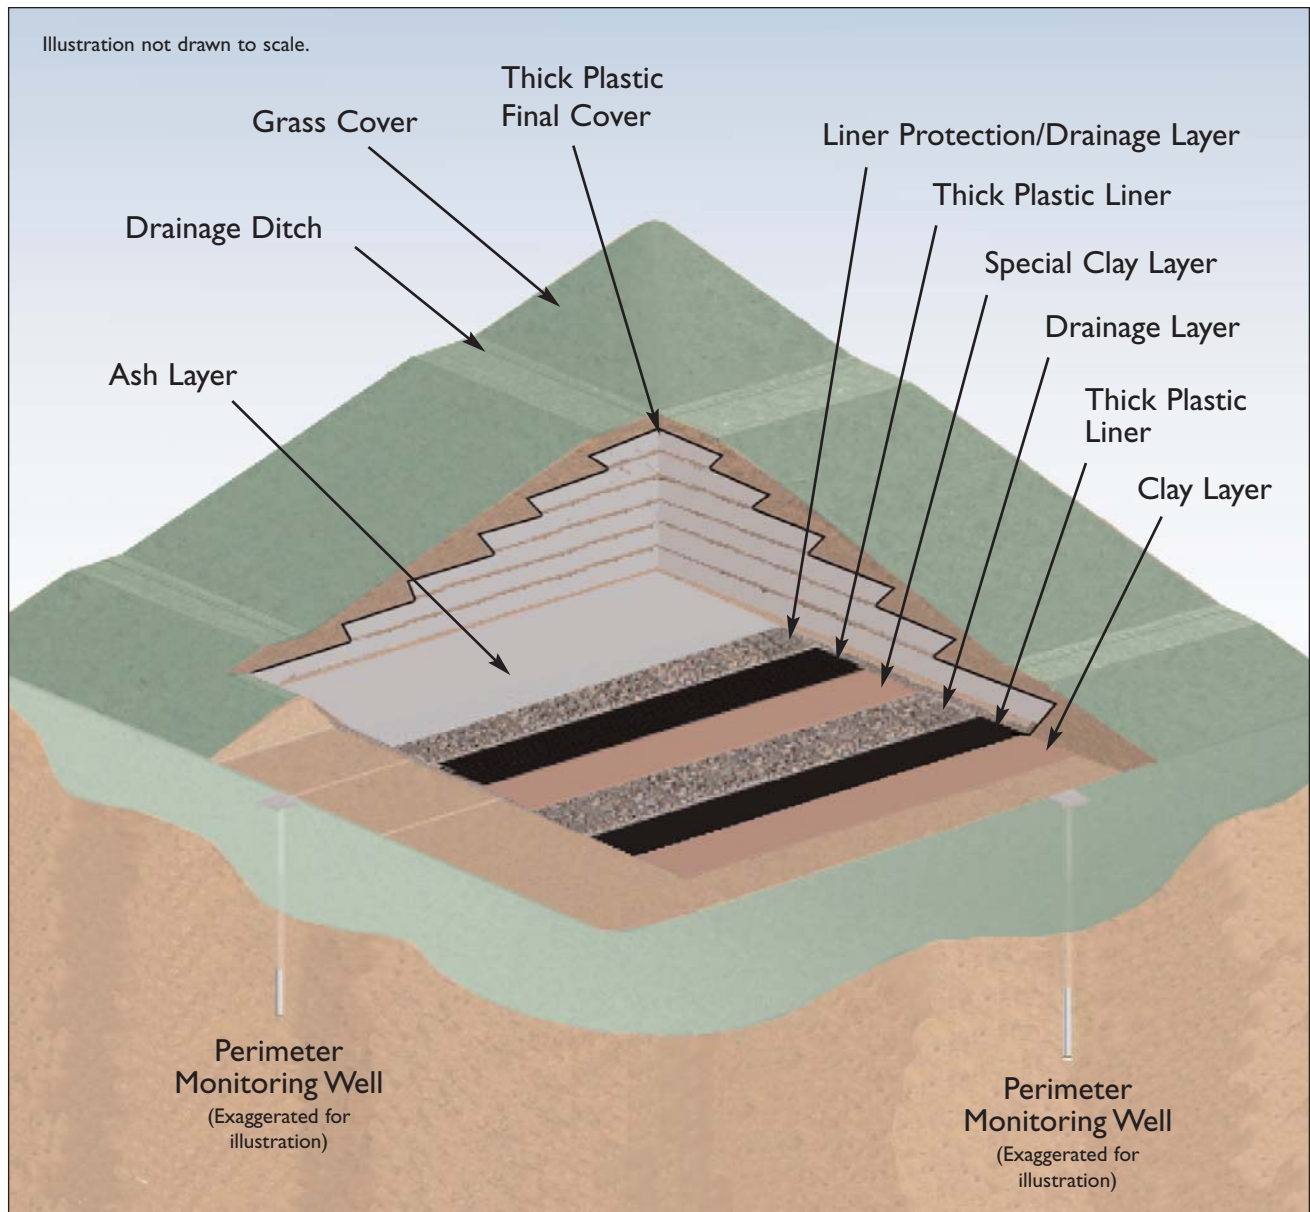 Illustration not drawn to scale.
Thick Plastic
Final Cover
Grass Cover
Liner Protection/Drainage Layer
Thick Plastic Liner
Drainage Ditch
Special Clay Layer
Drainage Layer
Ash Layer
Thick Plastic
Liner
Clay Layer
Perimeter
Monitoring Well
(Exaggerated for
illustration)
Perimeter
Monitoring Well
(Exaggerated for
illustration)